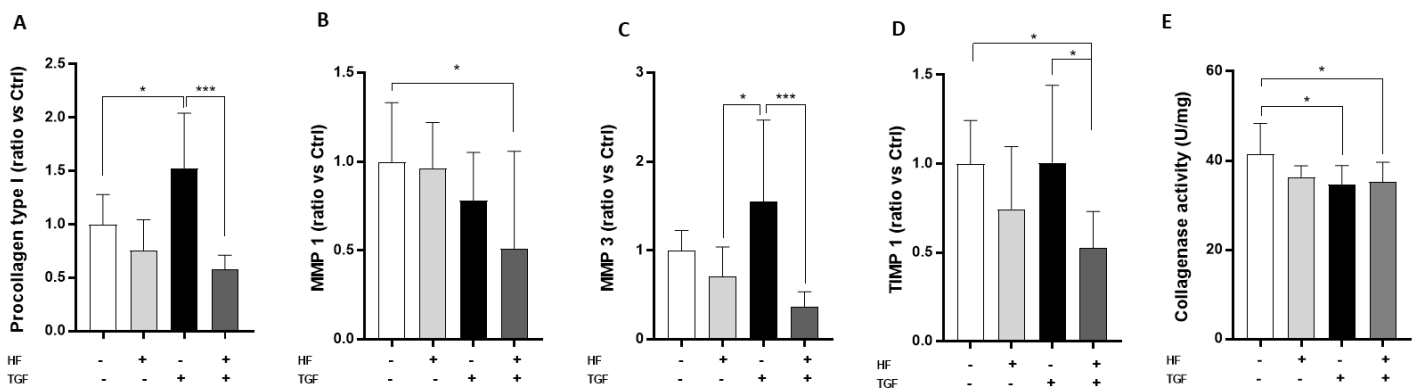 A
Procollagen type I (ratio vs Ctrl)
2.5
2.0
1.5
1.0
0.5
0.0
* ***
HF - + - +
TGF - - + +
B
MMP 1 (ratio vs Ctrl)
1.5
1.0
0.5
0.0
*
HF - + - +
TGF - - + +
C
MMP 3 (ratio vs Ctrl)
3
2
1
0
* ***
HF - + - +
TGF - - + +
D
TIMP 1 (ratio vs Ctrl)
1.5
1.0
0.5
0.0
*
*
HF - + - +
TGF - - + +
E
Collagenase activity (U/mg)
60
40
20
0
*
*
HF - + - +
TGF - - + +